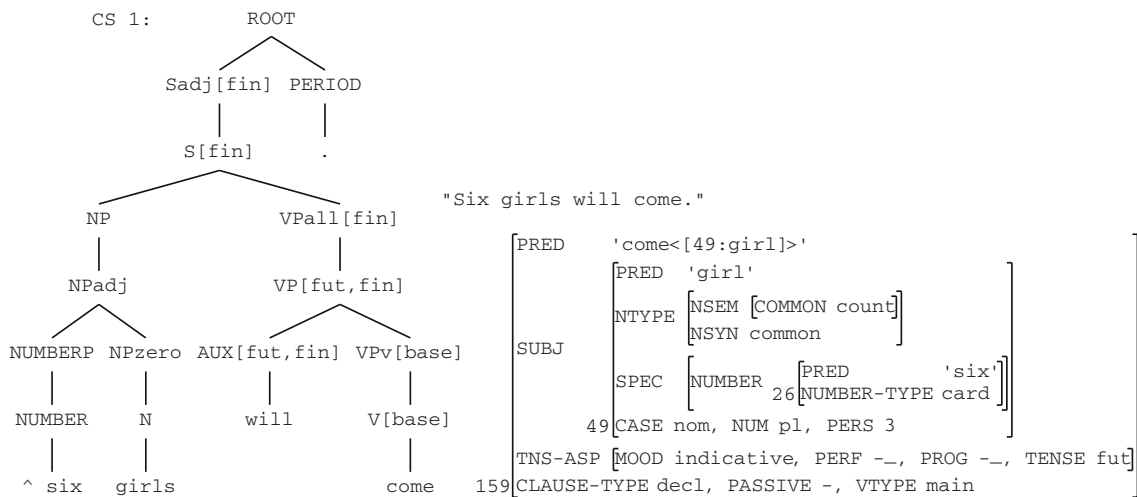 CS 1: ROOT
Sadj[fin] PERIOD
S[fin] .
"Six girls will come."
NP VPall[fin]
NPadj VP[fut,fin]
NUMBERP NPzero AUX[fut,fin] VPv[base]
NUMBER N will V[base]
^ six girls come
PRED 'come<[49:girl]>'
PRED 'girl'
NTYPE NSEM COMMON count
NSYN common
SUBJ
SPEC NUMBER PRED 'six'
26 NUMBER-TYPE card
49 CASE nom, NUM pl, PERS 3
TNS-ASP MOOD indicative, PERF -_, PROG -_, TENSE fut
159 CLAUSE-TYPE decl, PASSIVE -, VTYPE main